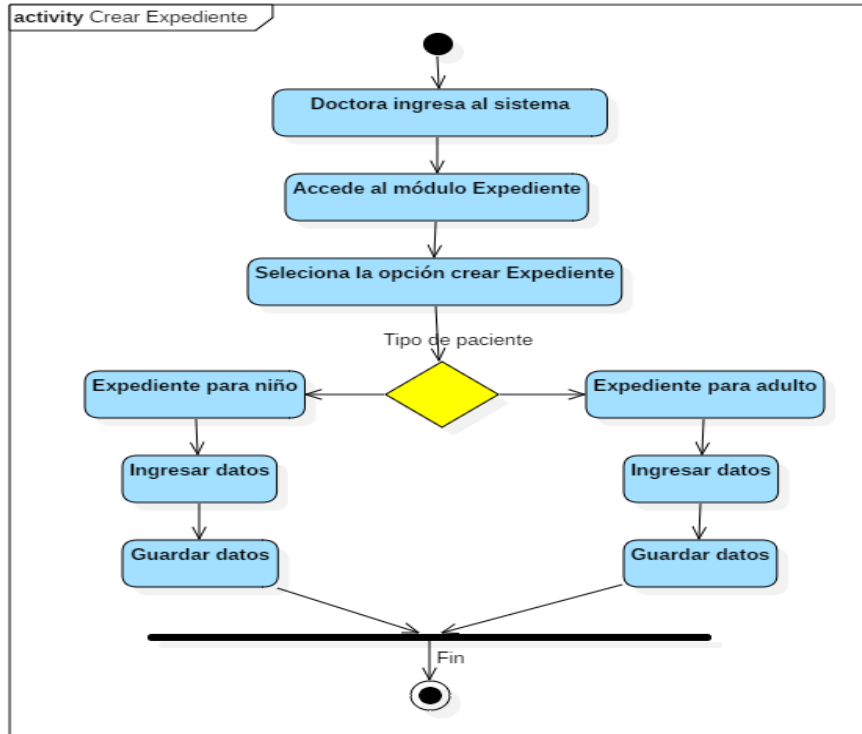 activity Crear Expediente
Doctora ingresa al sistema
Accede al módulo Expediente
Seleciona la opción crear Expediente
Tipo de paciente
Expediente para niño
Expediente para adulto
Ingresar datos
Ingresar datos
Guardar datos
Guardar datos
Fin